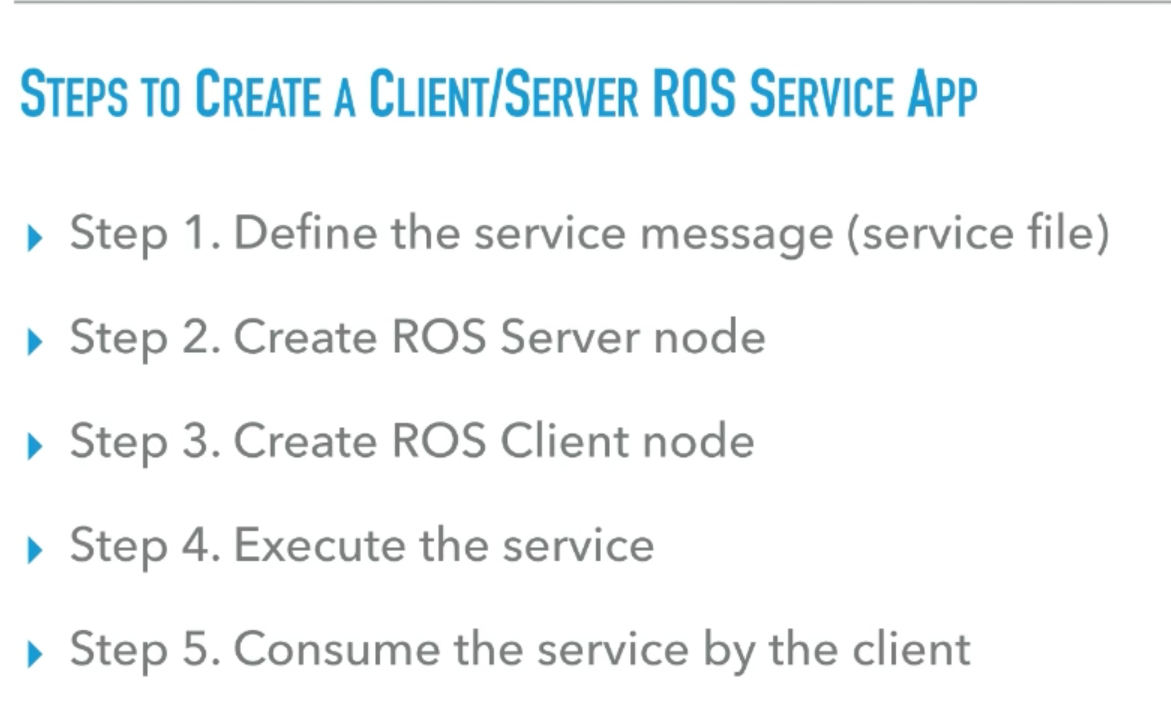 Steps to Create a Client/Server ROS Service App
Step 1. Define the service message (service file)
Step 2. Create ROS Server node
Step 3. Create ROS Client node
Step 4. Execute the service
Step 5. Consume the service by the client